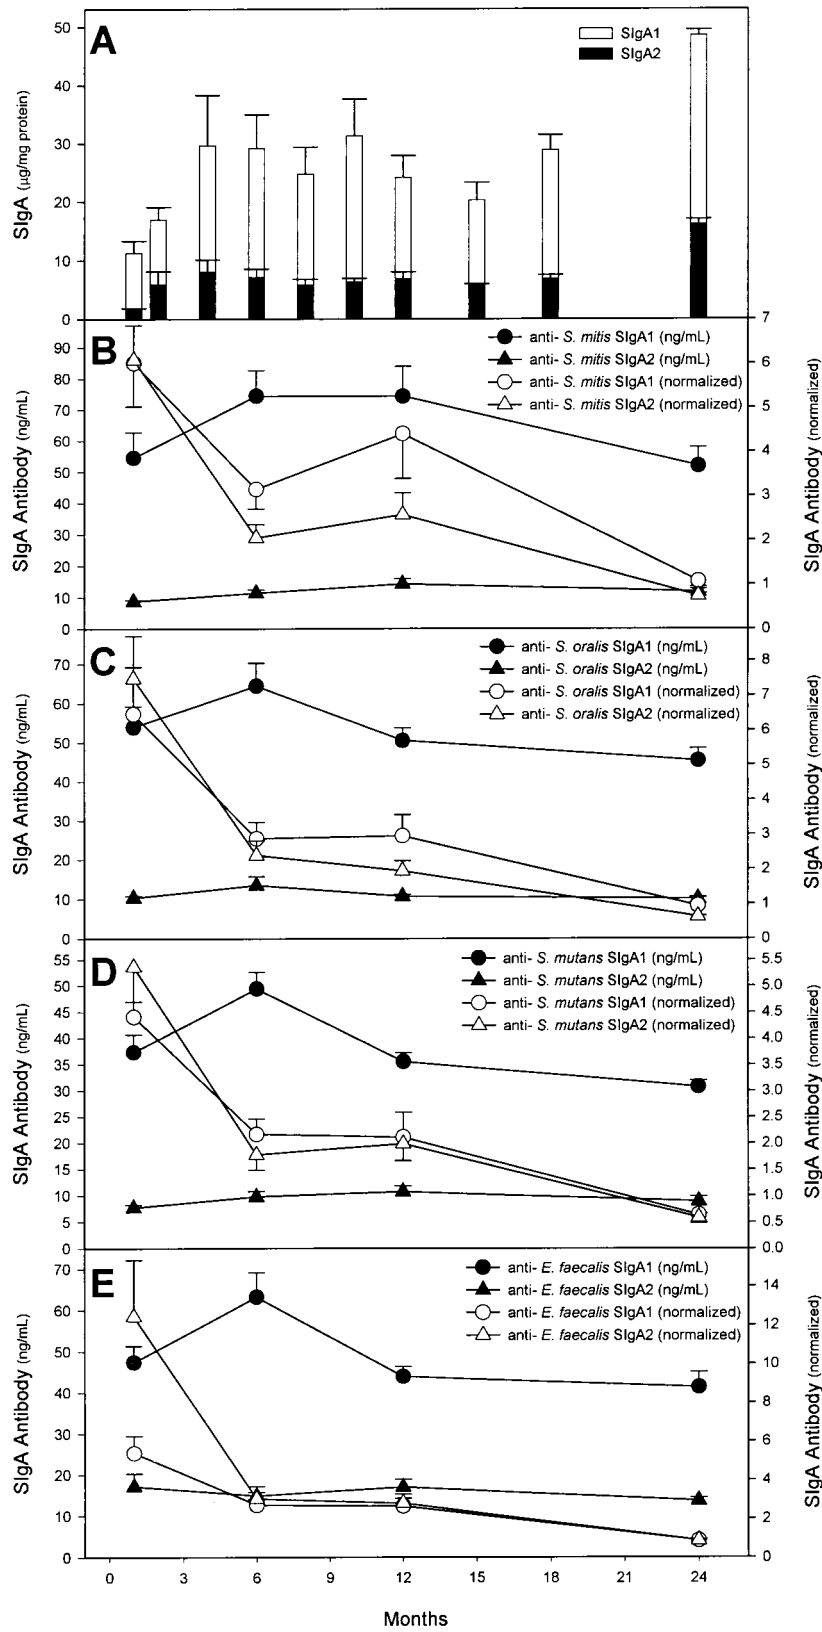 A
SIgA1
SIgA2
SIgA (µg/mg protein)
50
40
30
20
10
0
B
anti- S. mitis SIgA1 (ng/mL)
anti- S. mitis SIgA2 (ng/mL)
anti- S. mitis SIgA1 (normalized)
anti- S. mitis SIgA2 (normalized)
SIgA Antibody (ng/mL)
90
80
70
60
50
40
30
20
10
0
7
6
5
4
3
2
1
0
SIgA Antibody (normalized)
C
anti- S. oralis SIgA1 (ng/mL)
anti- S. oralis SIgA2 (ng/mL)
anti- S. oralis SIgA1 (normalized)
anti- S. oralis SIgA2 (normalized)
SIgA Antibody (ng/mL)
70
60
50
40
30
20
10
0
8
7
6
5
4
3
2
1
0
SIgA Antibody (normalized)
D
anti- S. mutans SIgA1 (ng/mL)
anti- S. mutans SIgA2 (ng/mL)
anti- S. mutans SIgA1 (normalized)
anti- S. mutans SIgA2 (normalized)
SIgA Antibody (ng/mL)
55
50
45
40
35
30
25
20
15
10
5
0
5.5
5.0
4.5
4.0
3.5
3.0
2.5
2.0
1.5
1.0
0.5
0.0
SIgA Antibody (normalized)
E
anti- E. faecalis SIgA1 (ng/mL)
anti- E. faecalis SIgA2 (ng/mL)
anti- E. faecalis SIgA1 (normalized)
anti- E. faecalis SIgA2 (normalized)
SIgA Antibody (ng/mL)
70
60
50
40
30
20
10
0
14
12
10
8
6
4
2
0
SIgA Antibody (normalized)
0 3 6 9 12 15 18 21 24
Months